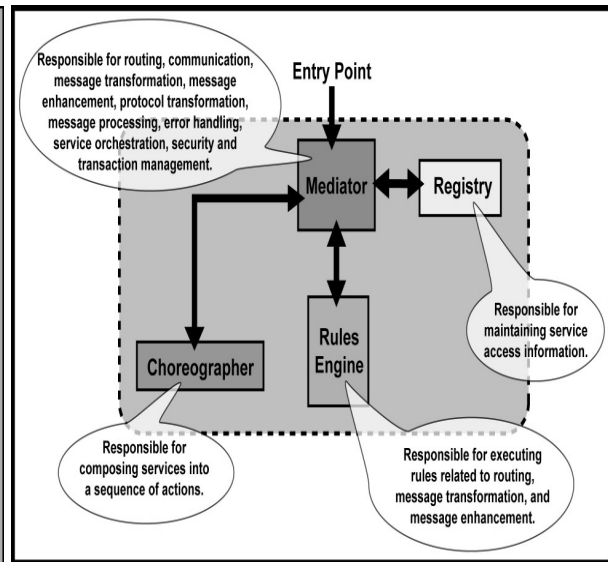 Responsible for routing, communication,
message transformation, message
enhancement, protocol transformation,
message processing, error handling,
service orchestration, security and
transaction management.
Entry Point
Mediator
Registry
Responsible for
maintaining service
access information.
Rules
Engine
Choreographer
Responsible for
composing services into
a sequence of actions.
Responsible for executing
rules related to routing,
message transformation, and
message enhancement.